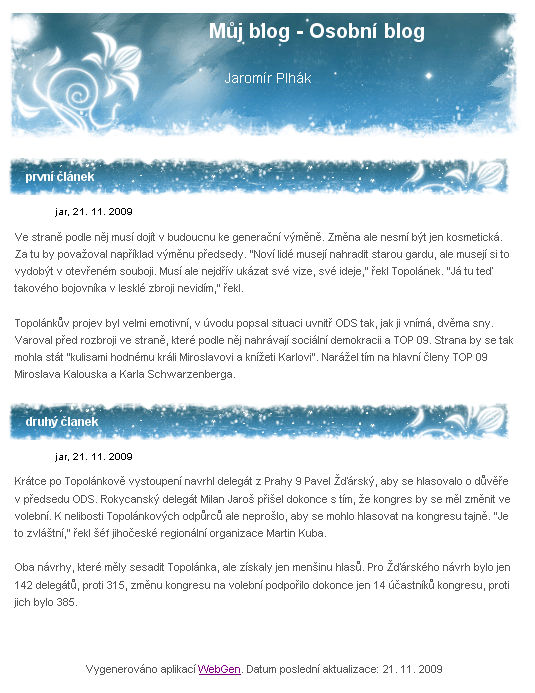 Můj blog - Osobní blog
Jaromír Plhák
první článek
jar, 21. 11. 2009
Ve straně podle něj musí dojít v budoucnu ke generační výměně. Změna ale nesmí být jen kosmetická.
Za tu by považoval například výměnu předsedy. "Noví lidé musejí nahradit starou gardu, ale musejí si to
vydobýt v otevřeném souboji. Musí ale nejdřív ukázat své vize, své ideje," řekl Topolánek. "Já tu teď
takového bojovníka v lesklé zbroji nevidím," řekl.
Topolánkův projev byl velmi emotivní, v úvodu popsal situaci uvnitř ODS tak, jak ji vnímá, dvěma sny.
Varoval před rozbroji ve straně, které podle něj nahrávají sociální demokracii a TOP 09. Strana by se tak
mohla stát "kulisami hodnému králi Miroslavovi a knížeti Karlovi". Narážel tím na hlavní členy TOP 09
Miroslava Kalouska a Karla Schwarzenberga.
druhý članek
jar, 21. 11. 2009
Krátce po Topolánkově vystoupení navrhl delegát z Prahy 9 Pavel Žďárský, aby se hlasovalo o důvěře
v předsedu ODS. Rokycanský delegát Milan Jaroš přišel dokonce s tím, že kongres by se měl změnit ve
volební. K nelibosti Topolánkových odpůrců ale neprošlo, aby se mohlo hlasovat na kongresu tajně. "Je
to zvláštní," řekl šéf jihočeské regionální organizace Martin Kuba.
Oba návrhy, které měly sesadit Topolánka, ale získaly jen menšinu hlasů. Pro Žďárského návrh bylo jen
142 delegátů, proti 315, změnu kongresu na volební podpořilo dokonce jen 14 účastníků kongresu, proti
jich bylo 385.
Vygenerováno aplikací WebGen. Datum poslední aktualizace: 21. 11. 2009